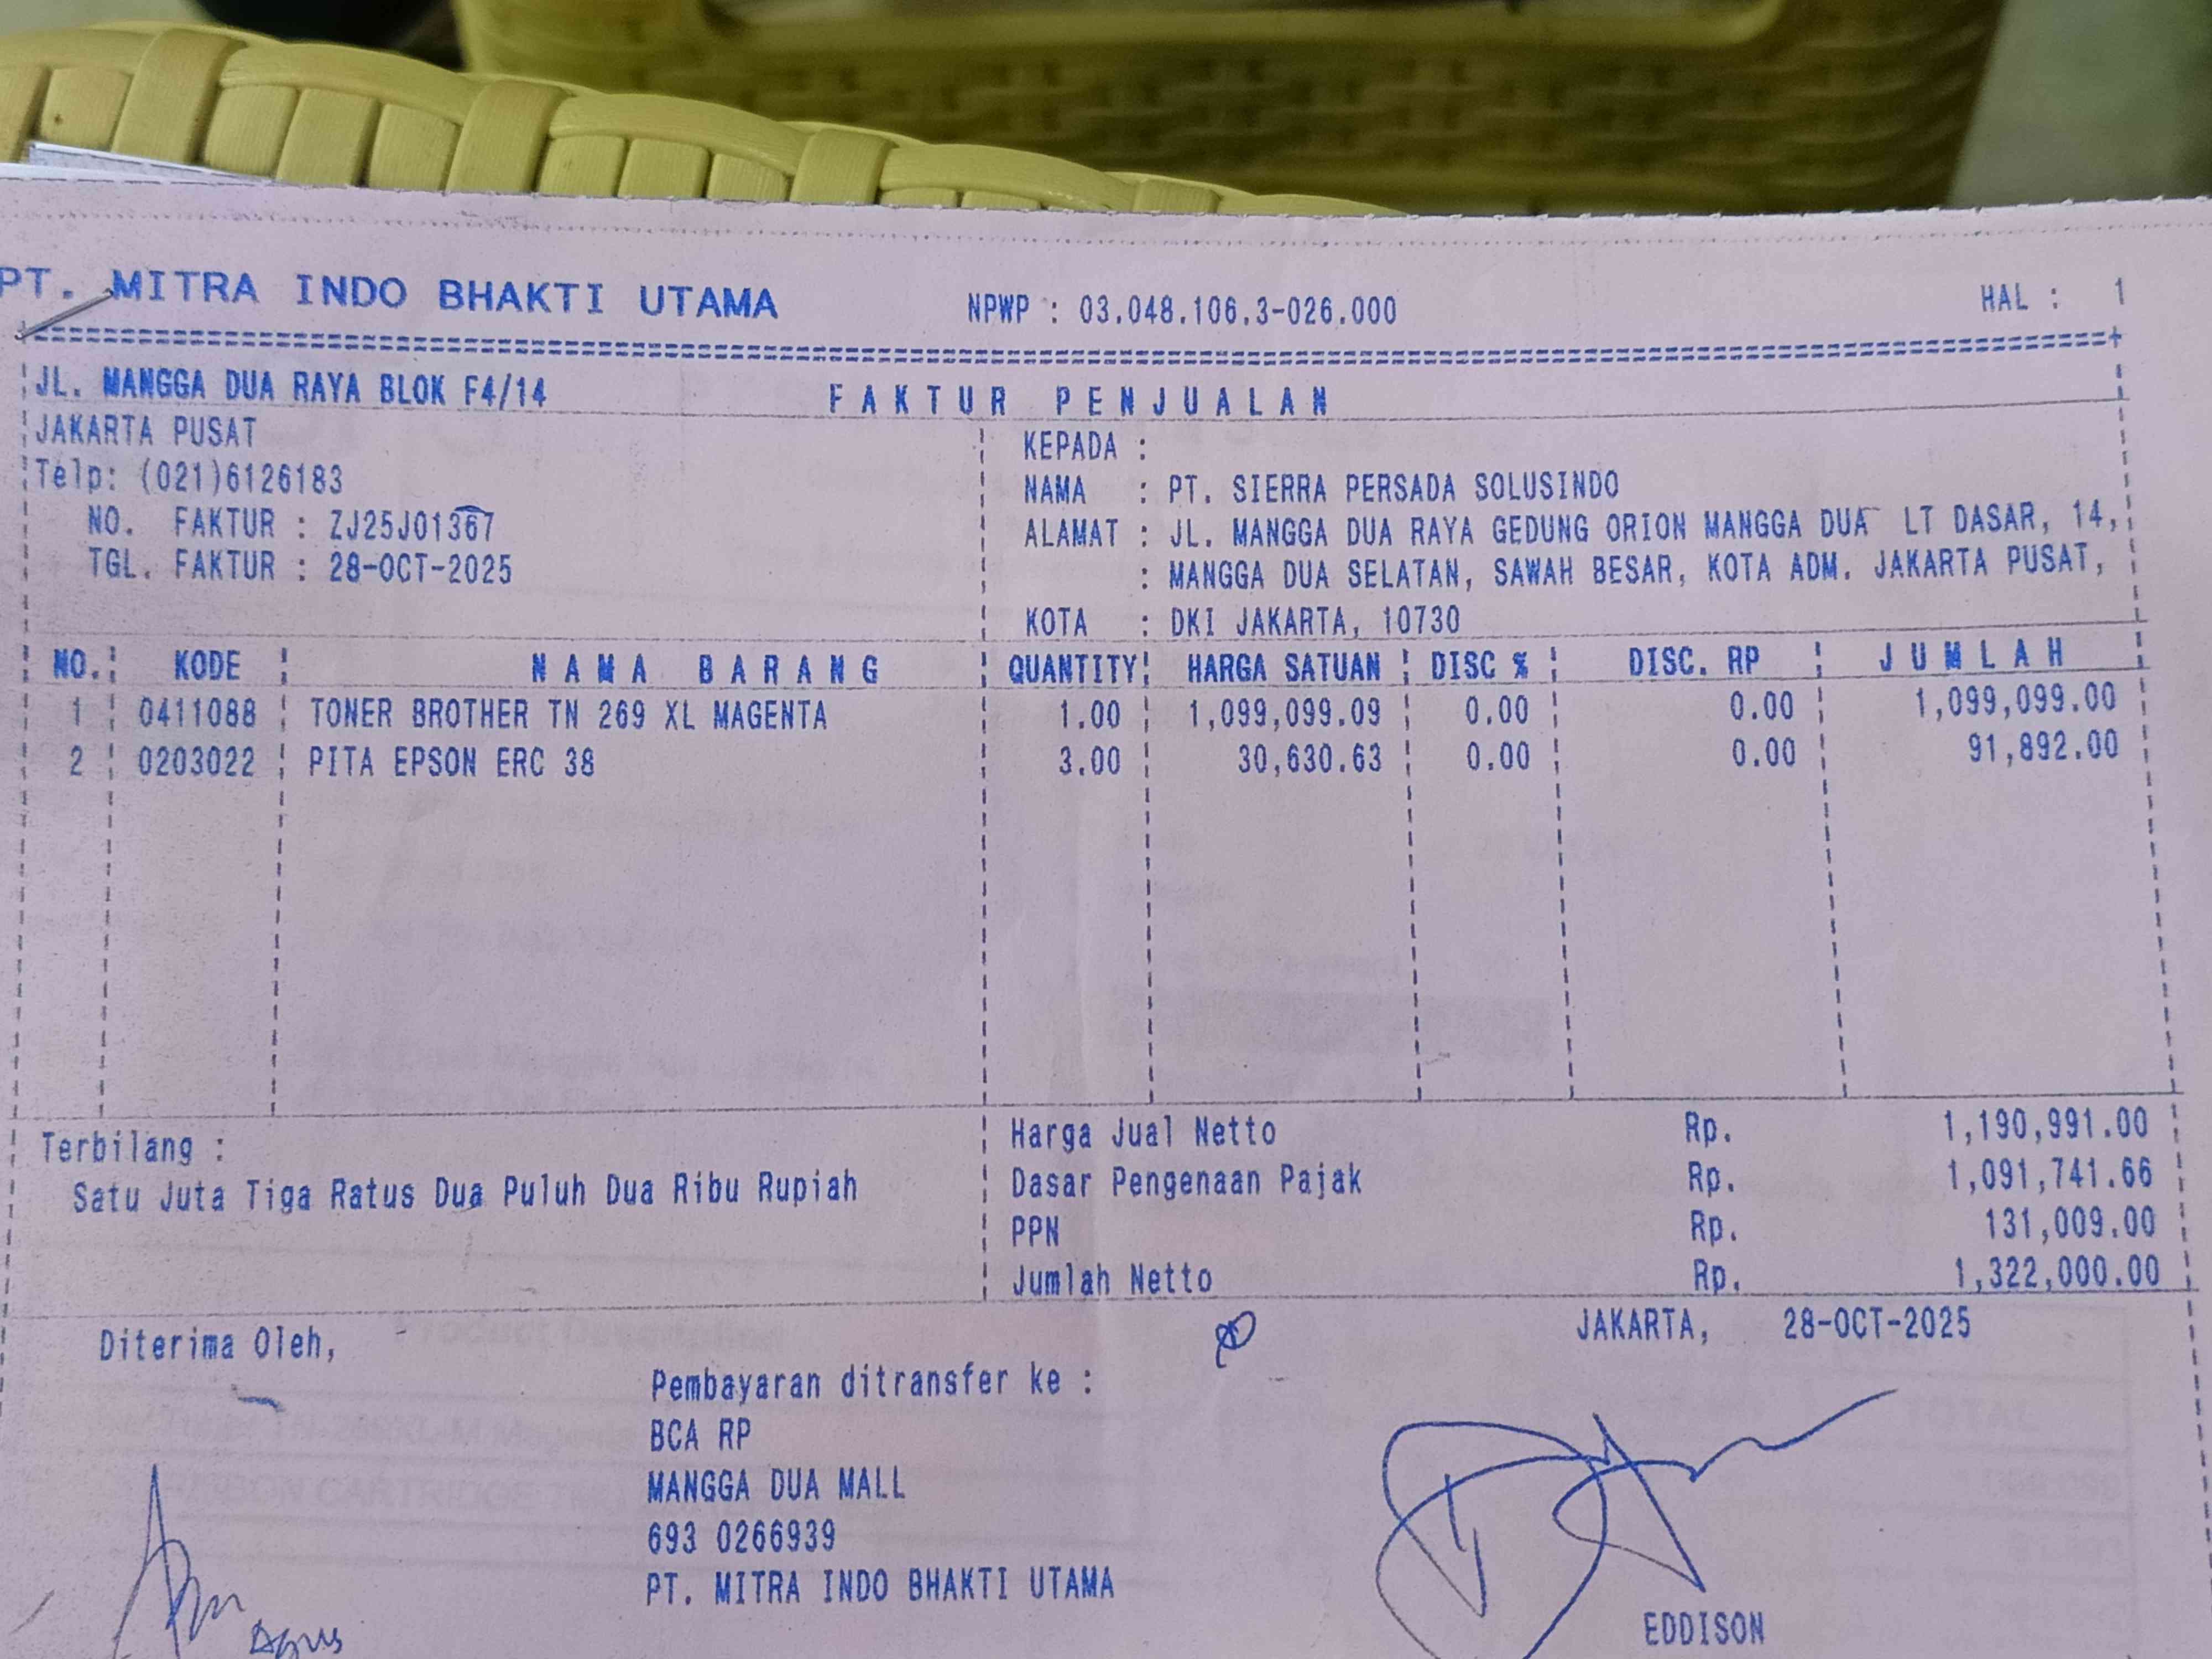 PT. MITRA INDO BHAKTI UTAMA NPWP : 03.048.106.3-026.000 HAL : 1
JL. MANGGA DUA RAYA BLOK F4/14 FAKTUR PENJUALAN
JAKARTA PUSAT
Telp: (021)6126183
NO. FAKTUR : ZJ25J01367
TGL. FAKTUR : 28-OCT-2025
KEPADA :
NAMA : PT. SIERRA PERSADA SOLUSINDO
ALAMAT : JL. MANGGA DUA RAYA GEDUNG ORION MANGGA DUA LT DASAR, 14,
: MANGGA DUA SELATAN, SAWAH BESAR, KOTA ADM. JAKARTA PUSAT,
KOTA : DKI JAKARTA, 10730
NO. KODE NAMA BARANG QUANTITY HARGA SATUAN DISC % DISC. RP JUMLAH
1 0411088 TONER BROTHER TN 269 XL MAGENTA 1.00 1,099,099.09 0.00 0.00 1,099,099.00
2 0203022 PITA EPSON ERC 38 3.00 30,630.63 0.00 0.00 91,892.00
Terbilang :
Satu Juta Tiga Ratus Dua Puluh Dua Ribu Rupiah
Harga Jual Netto Rp. 1,190,991.00
Dasar Pengenaan Pajak Rp. 1,091,741.66
PPN Rp. 131,009.00
Jumlah Netto Rp. 1,322,000.00
JAKARTA, 28-OCT-2025
Diterima Oleh,
Pembayaran ditransfer ke :
BCA RP
MANGGA DUA MALL
693 0266939
PT. MITRA INDO BHAKTI UTAMA
Agus
EDDISON